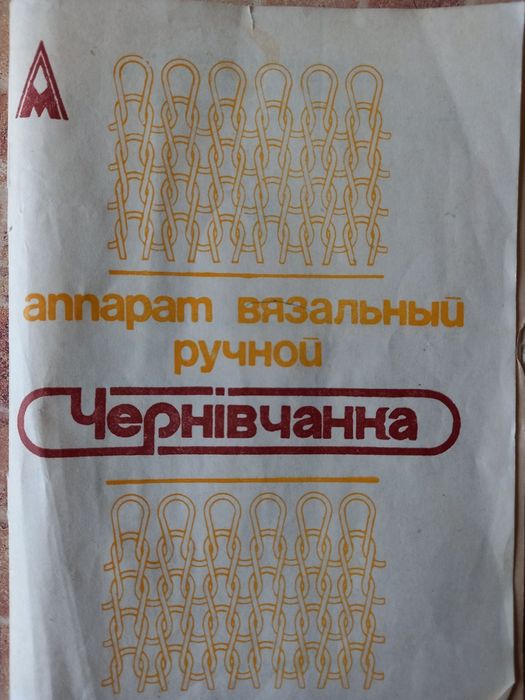 аппарат вязальный
ручной
Чернівчанка